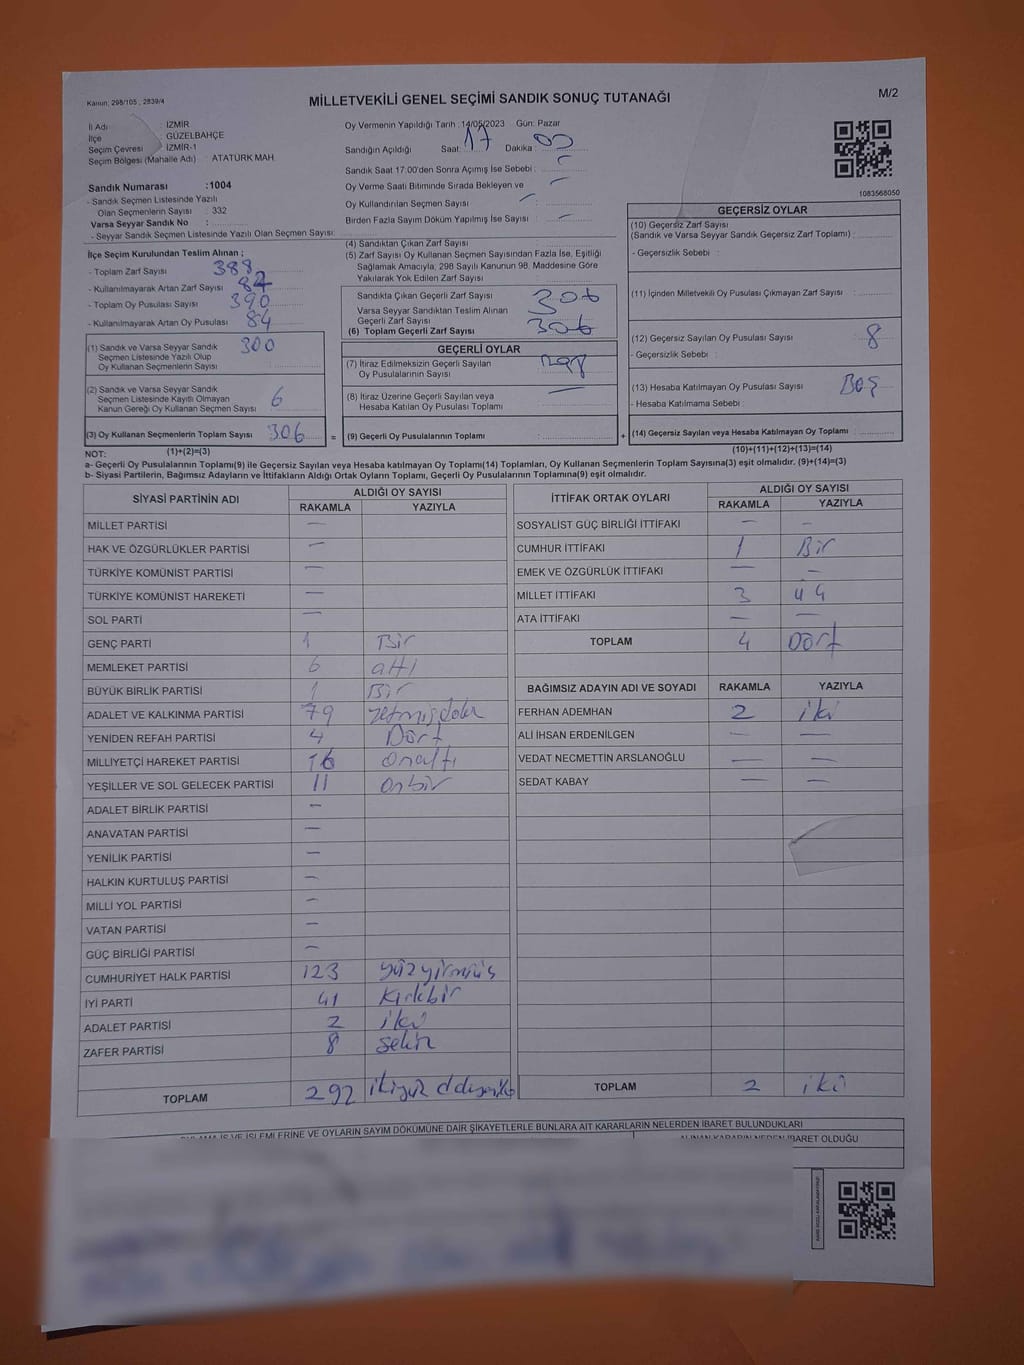 Kanun; 298/105 , 2839/4
MİLLETVEKİLİ GENEL SEÇİMİ SANDIK SONUÇ TUTANAĞI
M/2
İl Adı : İZMİR
İlçe : GÜZELBAHÇE
Seçim Çevresi : İZMİR-1
Seçim Bölgesi (Mahalle Adı) : ATATÜRK MAH.
Sandık Numarası :1004
- Sandık Seçmen Listesinde Yazılı
Olan Seçmenlerin Sayısı : 332
Varsa Seyyar Sandık No :
- Seyyar Sandık Seçmen Listesinde Yazılı Olan Seçmen Sayısı:
Oy Vermenin Yapıldığı Tarih : 14/05/2023 Gün: Pazar
Sandığın Açıldığı Saat: 17 Dakika: 00
Sandık Saat 17.00'den Sonra Açımış İse Sebebi :
Oy Verme Saati Bitiminde Sırada Bekleyen ve
Oy Kullandırılan Seçmen Sayısı :
Birden Fazla Sayım Döküm Yapılmış İse Sayısı :
1083568050
İlçe Seçim Kurulundan Teslim Alınan ;
- Toplam Zarf Sayısı : 388
- Kullanılmayarak Artan Zarf Sayısı :
- Toplam Oy Pusulası Sayısı : 390
- Kullanılmayarak Artan Oy Pusulası : 84
(1) Sandık ve Varsa Seyyar Sandık 300
Seçmen Listesinde Yazılı Olup
Oy Kullanan Seçmenlerin Sayısı :
(2) Sandık ve Varsa Seyyar Sandık
Seçmen Listesinde Kayıtlı Olmayan
Kanun Gereği Oy Kullanan Seçmen Sayısı : 6
(3) Oy Kullanan Seçmenlerin Toplam Sayısı : 306
(4) Sandıktan Çıkan Zarf Sayısı :
(5) Zarf Sayısı Oy Kullanan Seçmen Sayısından Fazla İse, Eşitliği
Sağlamak Amacıyla, 298 Sayılı Kanunun 98. Maddesine Göre
Yakılarak Yok Edilen Zarf Sayısı :
Sandıkta Çıkan Geçerli Zarf Sayısı : 306
Varsa Seyyar Sandıktan Teslim Alınan
Geçerli Zarf Sayısı :
(6) Toplam Geçerli Zarf Sayısı : 306
GEÇERLİ OYLAR
(7) İtiraz Edilmeksizin Geçerli Sayılan
Oy Pusulalarının Sayısı : 298
(8) İtiraz Üzerine Geçerli Sayılan veya
Hesaba Katılan Oy Pusulası Toplamı :
= (9) Geçerli Oy Pusulalarının Toplamı :
GEÇERSİZ OYLAR
(10) Geçersiz Zarf Sayısı
(Sandık ve Varsa Seyyar Sandık Geçersiz Zarf Toplamı) :
- Geçersizlik Sebebi :
(11) İçinden Milletvekili Oy Pusulası Çıkmayan Zarf Sayısı :
(12) Geçersiz Sayılan Oy Pusulası Sayısı : 8
- Geçersizlik Sebebi :
(13) Hesaba Katılmayan Oy Pusulası Sayısı : Boş
- Hesaba Katılmama Sebebi :
+ (14) Geçersiz Sayılan veya Hesaba Katılmayan Oy Toplamı :
NOT: (1)+(2)=(3)
(10)+(11)+(12)+(13)=(14)
a- Geçerli Oy Pusulalarının Toplamı(9) ile Geçersiz Sayılan veya Hesaba katılmayan Oy Toplamı(14) Toplamları, Oy Kullanan Seçmenlerin Toplam Sayısına(3) eşit olmalıdır. (9)+(14)=(3)
b- Siyasi Partilerin, Bağımsız Adayların ve İttifakların Aldığı Ortak Oyların Toplamı, Geçerli Oy Pusulalarının Toplamına(9) eşit olmalıdır.
SİYASİ PARTİNİN ADI ALDIĞI OY SAYISI
RAKAMLA YAZIYLA
MİLLET PARTİSİ —
HAK VE ÖZGÜRLÜKLER PARTİSİ —
TÜRKİYE KOMÜNİST PARTİSİ —
TÜRKİYE KOMÜNİST HAREKETİ —
SOL PARTİ —
GENÇ PARTİ 1 Bir
MEMLEKET PARTİSİ 6 altı
BÜYÜK BİRLİK PARTİSİ 1 Bir
ADALET VE KALKINMA PARTİSİ 79
YENİDEN REFAH PARTİSİ 4 Dört
MİLLİYETÇİ HAREKET PARTİSİ 16 onaltı
YEŞİLLER VE SOL GELECEK PARTİSİ 11 onbir
ADALET BİRLİK PARTİSİ —
ANAVATAN PARTİSİ —
YENİLİK PARTİSİ —
HALKIN KURTULUŞ PARTİSİ —
MİLLİ YOL PARTİSİ —
VATAN PARTİSİ —
GÜÇ BİRLİĞİ PARTİSİ —
CUMHURİYET HALK PARTİSİ 123
İYİ PARTİ 41 Kırkbir
ADALET PARTİSİ 2 iki
ZAFER PARTİSİ 8 sekiz
TOPLAM 292
İTTİFAK ORTAK OYLARI ALDIĞI OY SAYISI
RAKAMLA YAZIYLA
SOSYALİST GÜÇ BİRLİĞİ İTTİFAKI — —
CUMHUR İTTİFAKI 1 Bir
EMEK VE ÖZGÜRLÜK İTTİFAKI — —
MİLLET İTTİFAKI 3 üç
ATA İTTİFAKI — —
TOPLAM 4 Dört
BAĞIMSIZ ADAYIN ADI VE SOYADI RAKAMLA YAZIYLA
FERHAN ADEMHAN 2 iki
ALİ İHSAN ERDENİLGEN — —
VEDAT NECMETTİN ARSLANOĞLU — —
SEDAT KABAY — —
TOPLAM 2 iki
İŞ VE İŞLEMLERİNE VE OYLARIN SAYIM DÖKÜMÜNE DAİR ŞİKAYETLERLE BUNLARA AİT KARARLARIN NELERDEN İBARET BULUNDUKLARI
İBARET OLDUĞU